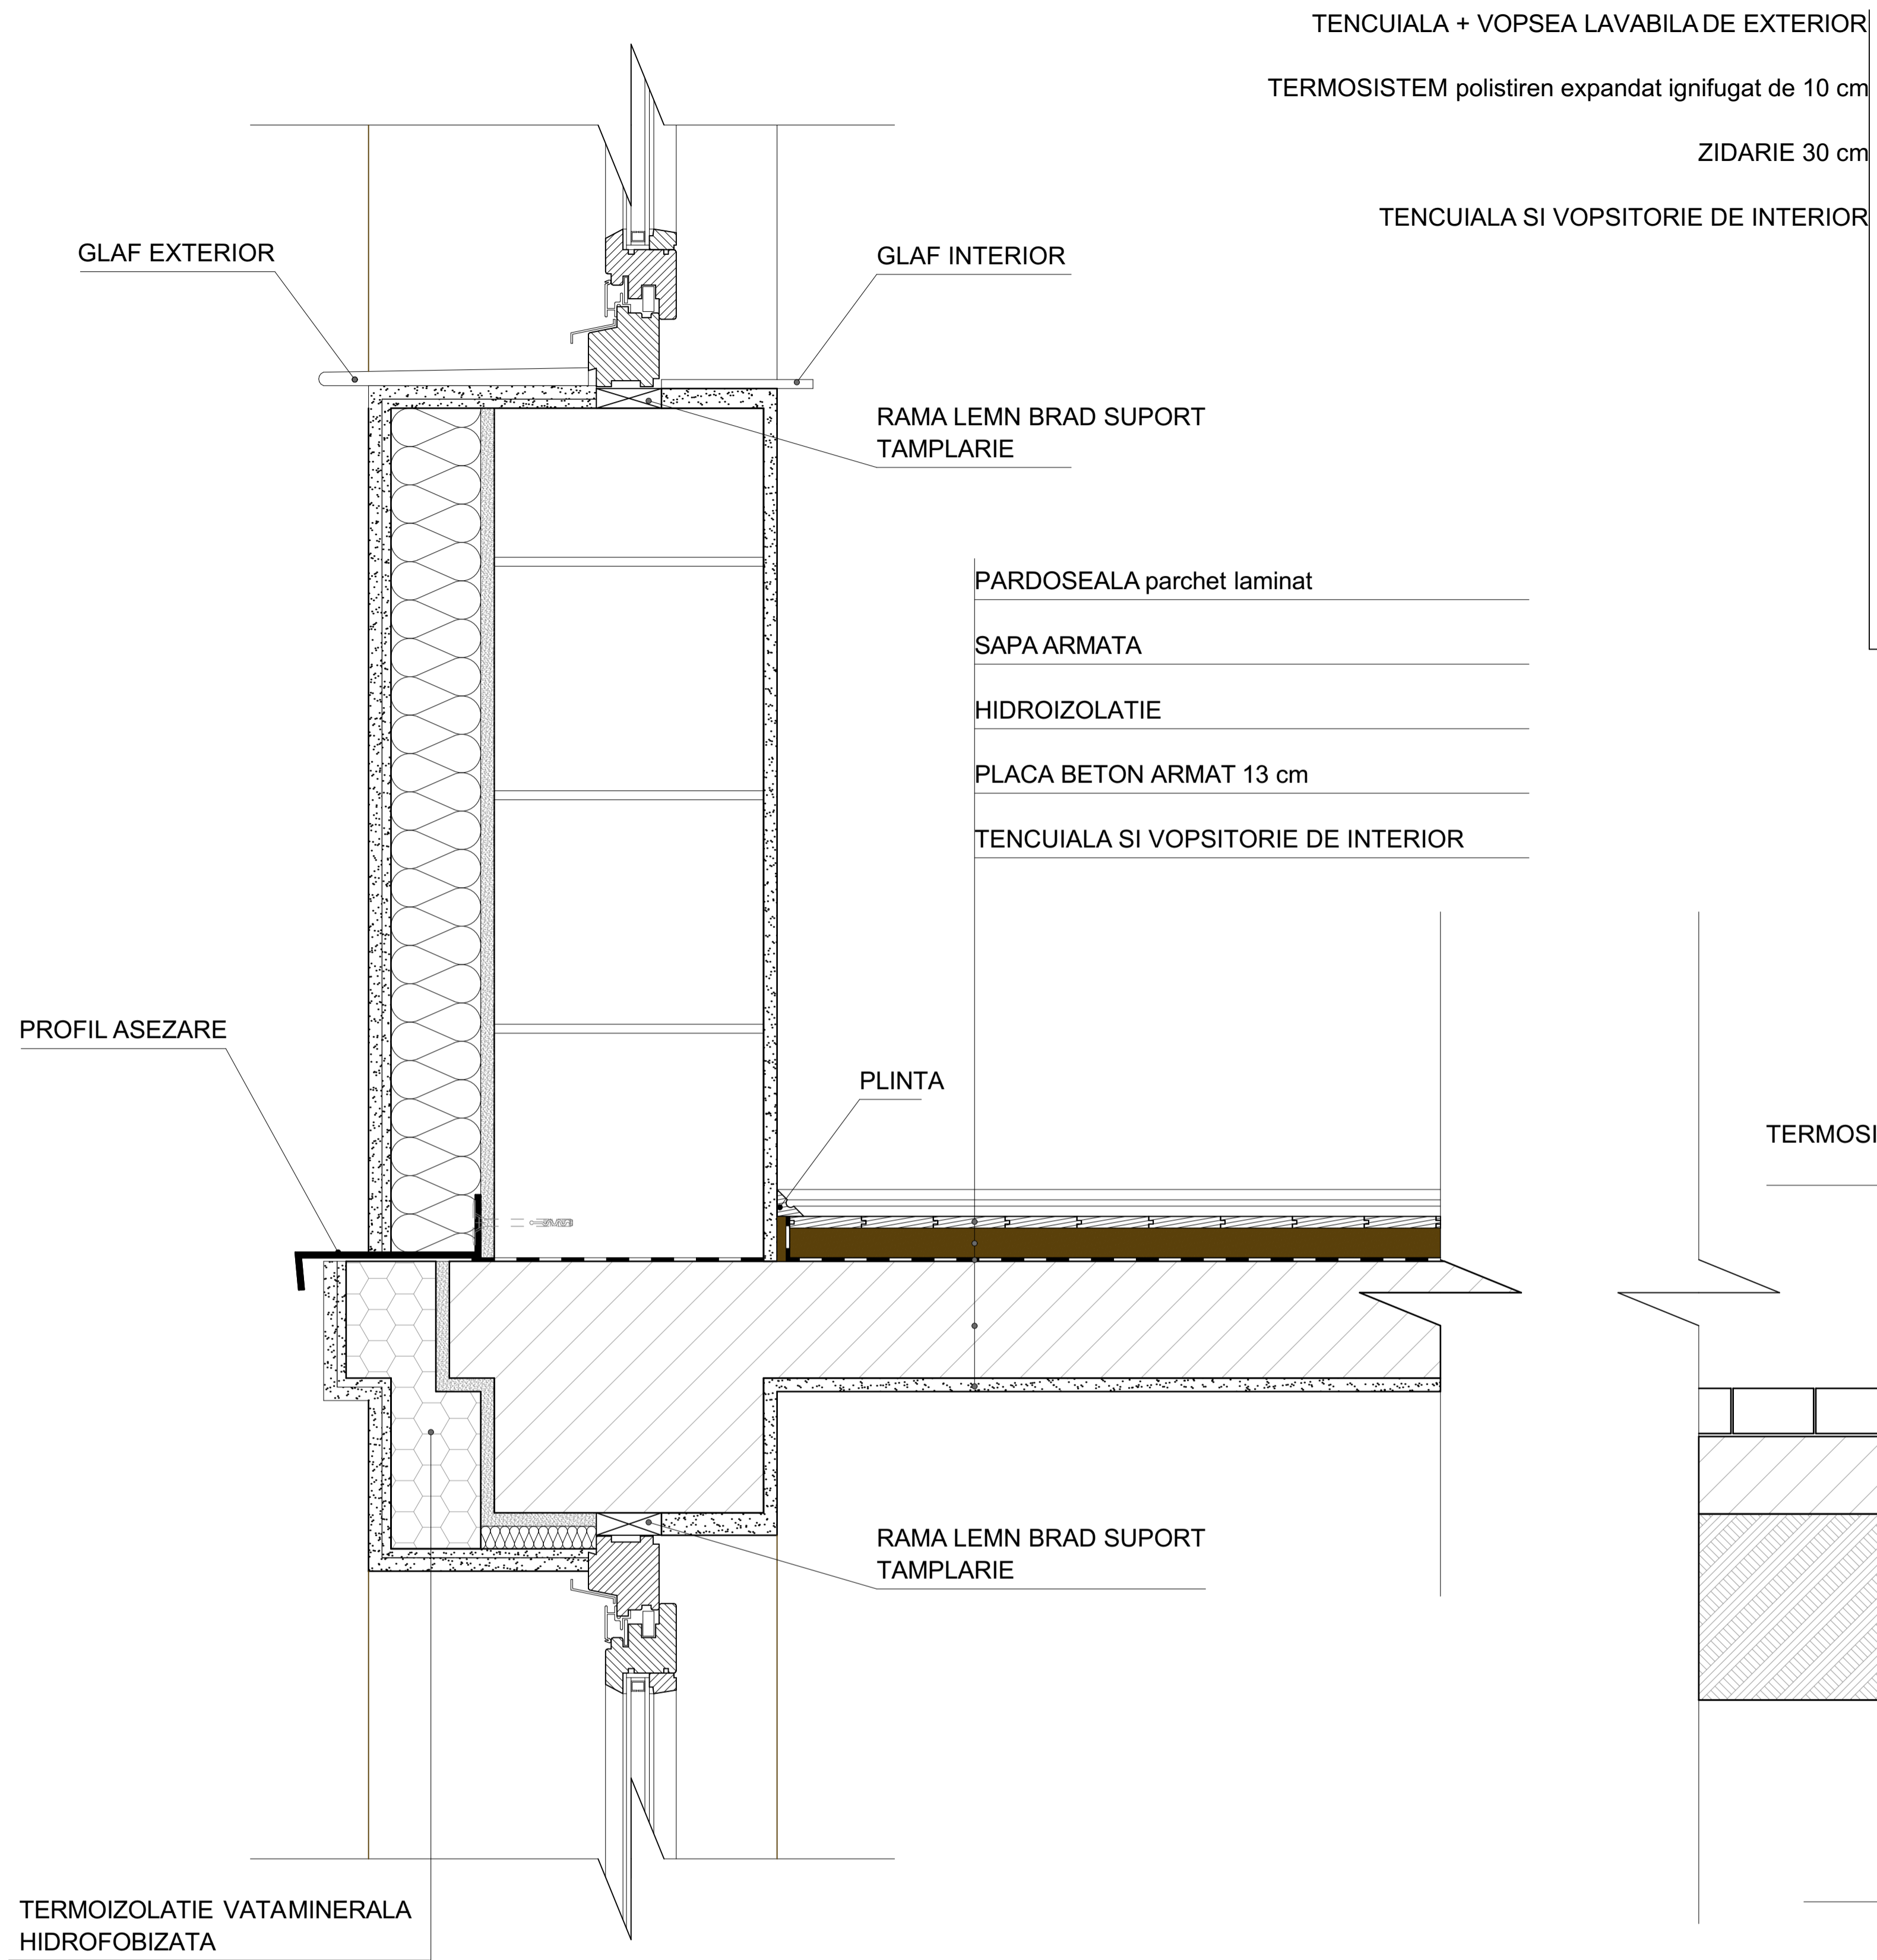 TENCUIALA + VOPSEA LAVABILA DE EXTERIOR
TERMOSISTEM polistiren expandat ignifugat de 10 cm
ZIDARIE 30 cm
TENCUIALA SI VOPSITORIE DE INTERIOR
GLAF EXTERIOR
GLAF INTERIOR
RAMA LEMN BRAD SUPORT
TAMPLARIE
PARDOSEALA parchet laminat
SAPA ARMATA
HIDROIZOLATIE
PLACA BETON ARMAT 13 cm
TENCUIALA SI VOPSITORIE DE INTERIOR
PROFIL ASEZARE
PLINTA
TERMOSI
RAMA LEMN BRAD SUPORT
TAMPLARIE
TERMOIZOLATIE VATAMINERALA
HIDROFOBIZATA